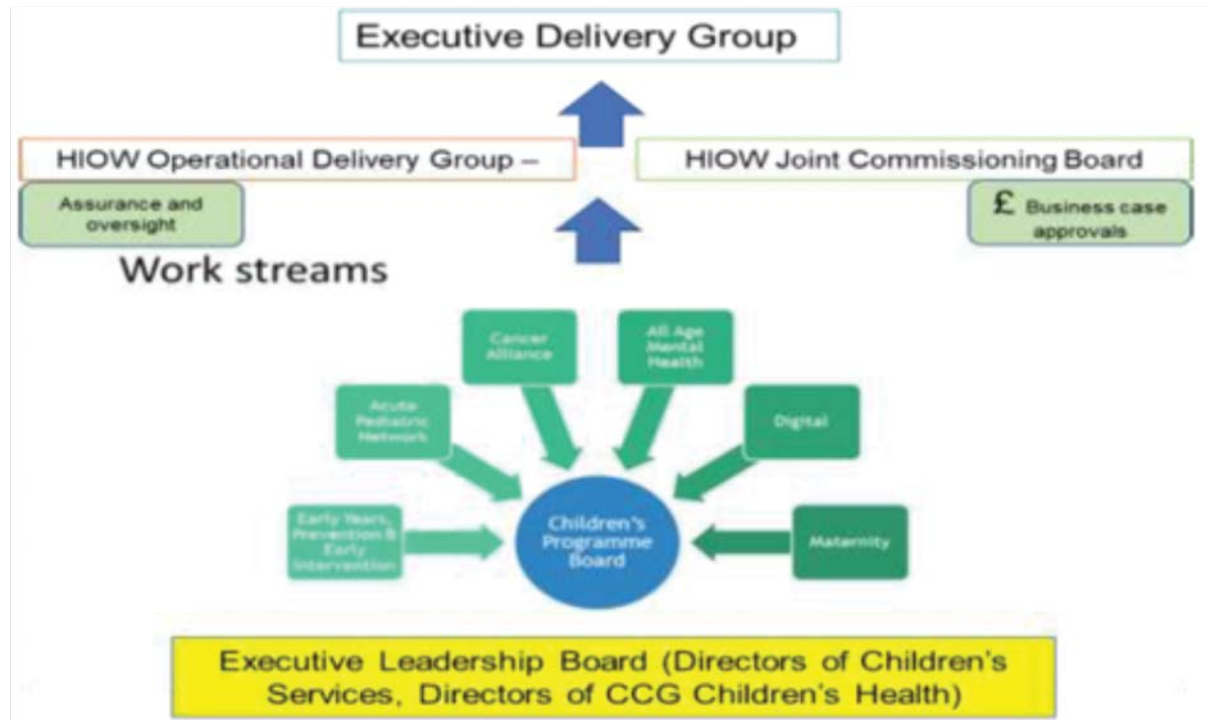 Executive Delivery Group
HIOW Operational Delivery Group –
HIOW Joint Commissioning Board
Assurance and
oversight
£ Business case
approvals
Work streams
Cancer
Alliance
All Age
Mental
Health
Acute
Pediatric
Network
Digital
Early Years,
Prevention &
Early
Intervention
Children's
Programme
Board
Maternity
Executive Leadership Board (Directors of Children's
Services, Directors of CCG Children's Health)